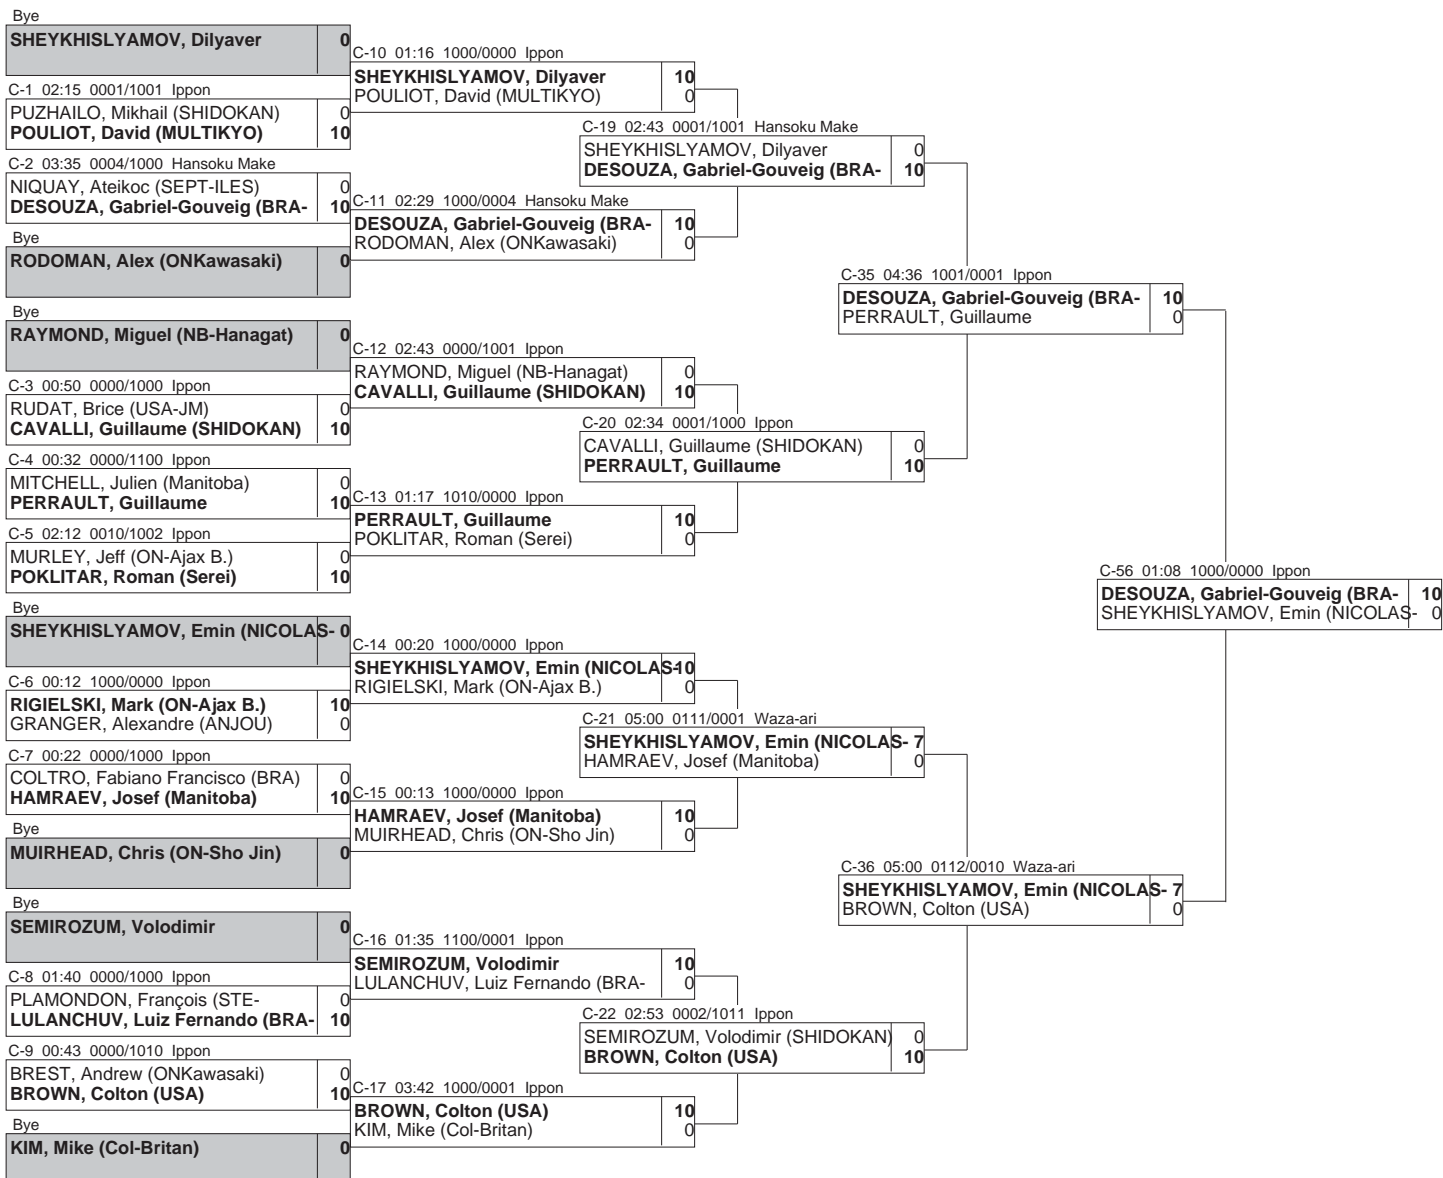 Bye
SHEYKHISLYAMOV, Dilyaver 0
C-1 02:15 0001/1001 Ippon
PUZHAILO, Mikhail (SHIDOKAN) 0
POULIOT, David (MULTIKYO) 10
C-2 03:35 0004/1000 Hansoku Make
NIQUAY, Ateikoc (SEPT-ILES) 0
DESOUZA, Gabriel-Gouveig (BRA- 10
Bye
RODOMAN, Alex (ONKawasaki) 0
Bye
RAYMOND, Miguel (NB-Hanagat) 0
C-3 00:50 0000/1000 Ippon
RUDAT, Brice (USA-JM) 0
CAVALLI, Guillaume (SHIDOKAN) 10
C-4 00:32 0000/1100 Ippon
MITCHELL, Julien (Manitoba) 0
PERRAULT, Guillaume 10
C-5 02:12 0010/1002 Ippon
MURLEY, Jeff (ON-Ajax B.) 0
POKLITAR, Roman (Serei) 10
Bye
SHEYKHISLYAMOV, Emin (NICOLAS- 0
C-6 00:12 1000/0000 Ippon
RIGIELSKI, Mark (ON-Ajax B.) 10
GRANGER, Alexandre (ANJOU) 0
C-7 00:22 0000/1000 Ippon
COLTRO, Fabiano Francisco (BRA) 0
HAMRAEV, Josef (Manitoba) 10
Bye
MUIRHEAD, Chris (ON-Sho Jin) 0
Bye
SEMIROZUM, Volodimir 0
C-8 01:40 0000/1000 Ippon
PLAMONDON, François (STE- 0
LULANCHUV, Luiz Fernando (BRA- 10
C-9 00:43 0000/1010 Ippon
BREST, Andrew (ONKawasaki) 0
BROWN, Colton (USA) 10
Bye
KIM, Mike (Col-Britan) 0
C-10 01:16 1000/0000 Ippon
SHEYKHISLYAMOV, Dilyaver 10
POULIOT, David (MULTIKYO) 0
C-11 02:29 1000/0004 Hansoku Make
DESOUZA, Gabriel-Gouveig (BRA- 10
RODOMAN, Alex (ONKawasaki) 0
C-12 02:43 0000/1001 Ippon
RAYMOND, Miguel (NB-Hanagat) 0
CAVALLI, Guillaume (SHIDOKAN) 10
C-13 01:17 1010/0000 Ippon
PERRAULT, Guillaume 10
POKLITAR, Roman (Serei) 0
C-14 00:20 1000/0000 Ippon
SHEYKHISLYAMOV, Emin (NICOLAS- 10
RIGIELSKI, Mark (ON-Ajax B.) 0
C-15 00:13 1000/0000 Ippon
HAMRAEV, Josef (Manitoba) 10
MUIRHEAD, Chris (ON-Sho Jin) 0
C-16 01:35 1100/0001 Ippon
SEMIROZUM, Volodimir 10
LULANCHUV, Luiz Fernando (BRA- 0
C-17 03:42 1000/0001 Ippon
BROWN, Colton (USA) 10
KIM, Mike (Col-Britan) 0
C-19 02:43 0001/1001 Hansoku Make
SHEYKHISLYAMOV, Dilyaver 0
DESOUZA, Gabriel-Gouveig (BRA- 10
C-20 02:34 0001/1000 Ippon
CAVALLI, Guillaume (SHIDOKAN) 0
PERRAULT, Guillaume 10
C-21 05:00 0111/0001 Waza-ari
SHEYKHISLYAMOV, Emin (NICOLAS- 7
HAMRAEV, Josef (Manitoba) 0
C-22 02:53 0002/1011 Ippon
SEMIROZUM, Volodimir (SHIDOKAN) 0
BROWN, Colton (USA) 10
C-35 04:36 1001/0001 Ippon
DESOUZA, Gabriel-Gouveig (BRA- 10
PERRAULT, Guillaume 0
C-36 05:00 0112/0010 Waza-ari
SHEYKHISLYAMOV, Emin (NICOLAS- 7
BROWN, Colton (USA) 0
C-56 01:08 1000/0000 Ippon
DESOUZA, Gabriel-Gouveig (BRA- 10
SHEYKHISLYAMOV, Emin (NICOLAS- 0